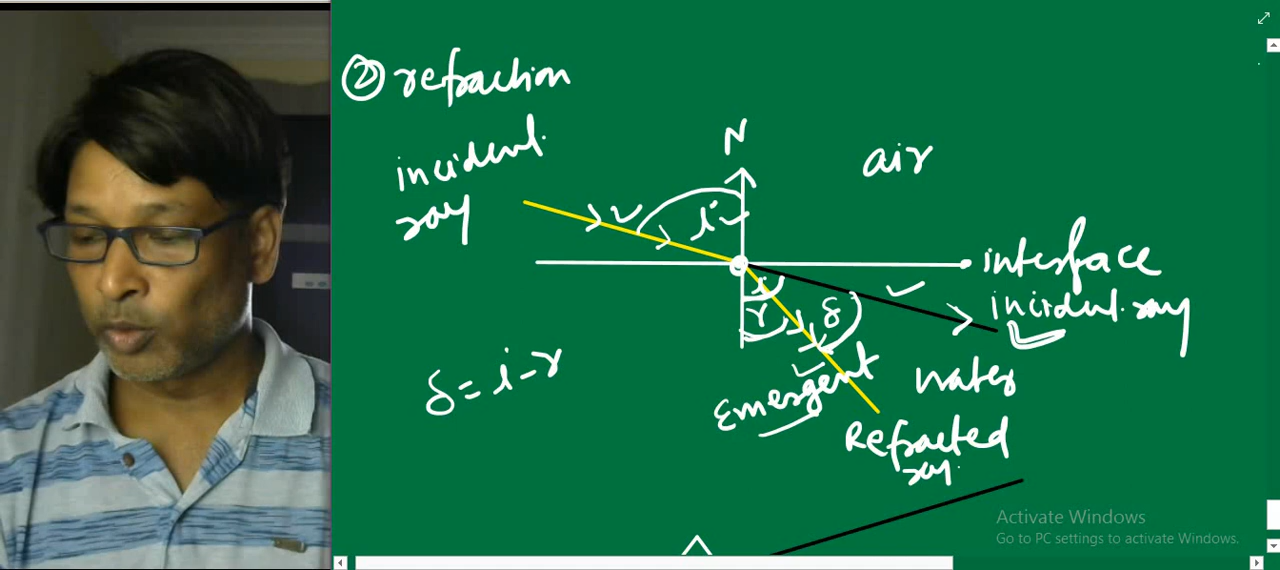 ② refraction
incident
ray
N
air
i
interface
i
incident ray
r
δ
δ = i - r
Emergent
water
Refracted
ray
Activate Windows
Go to PC settings to activate Windows.